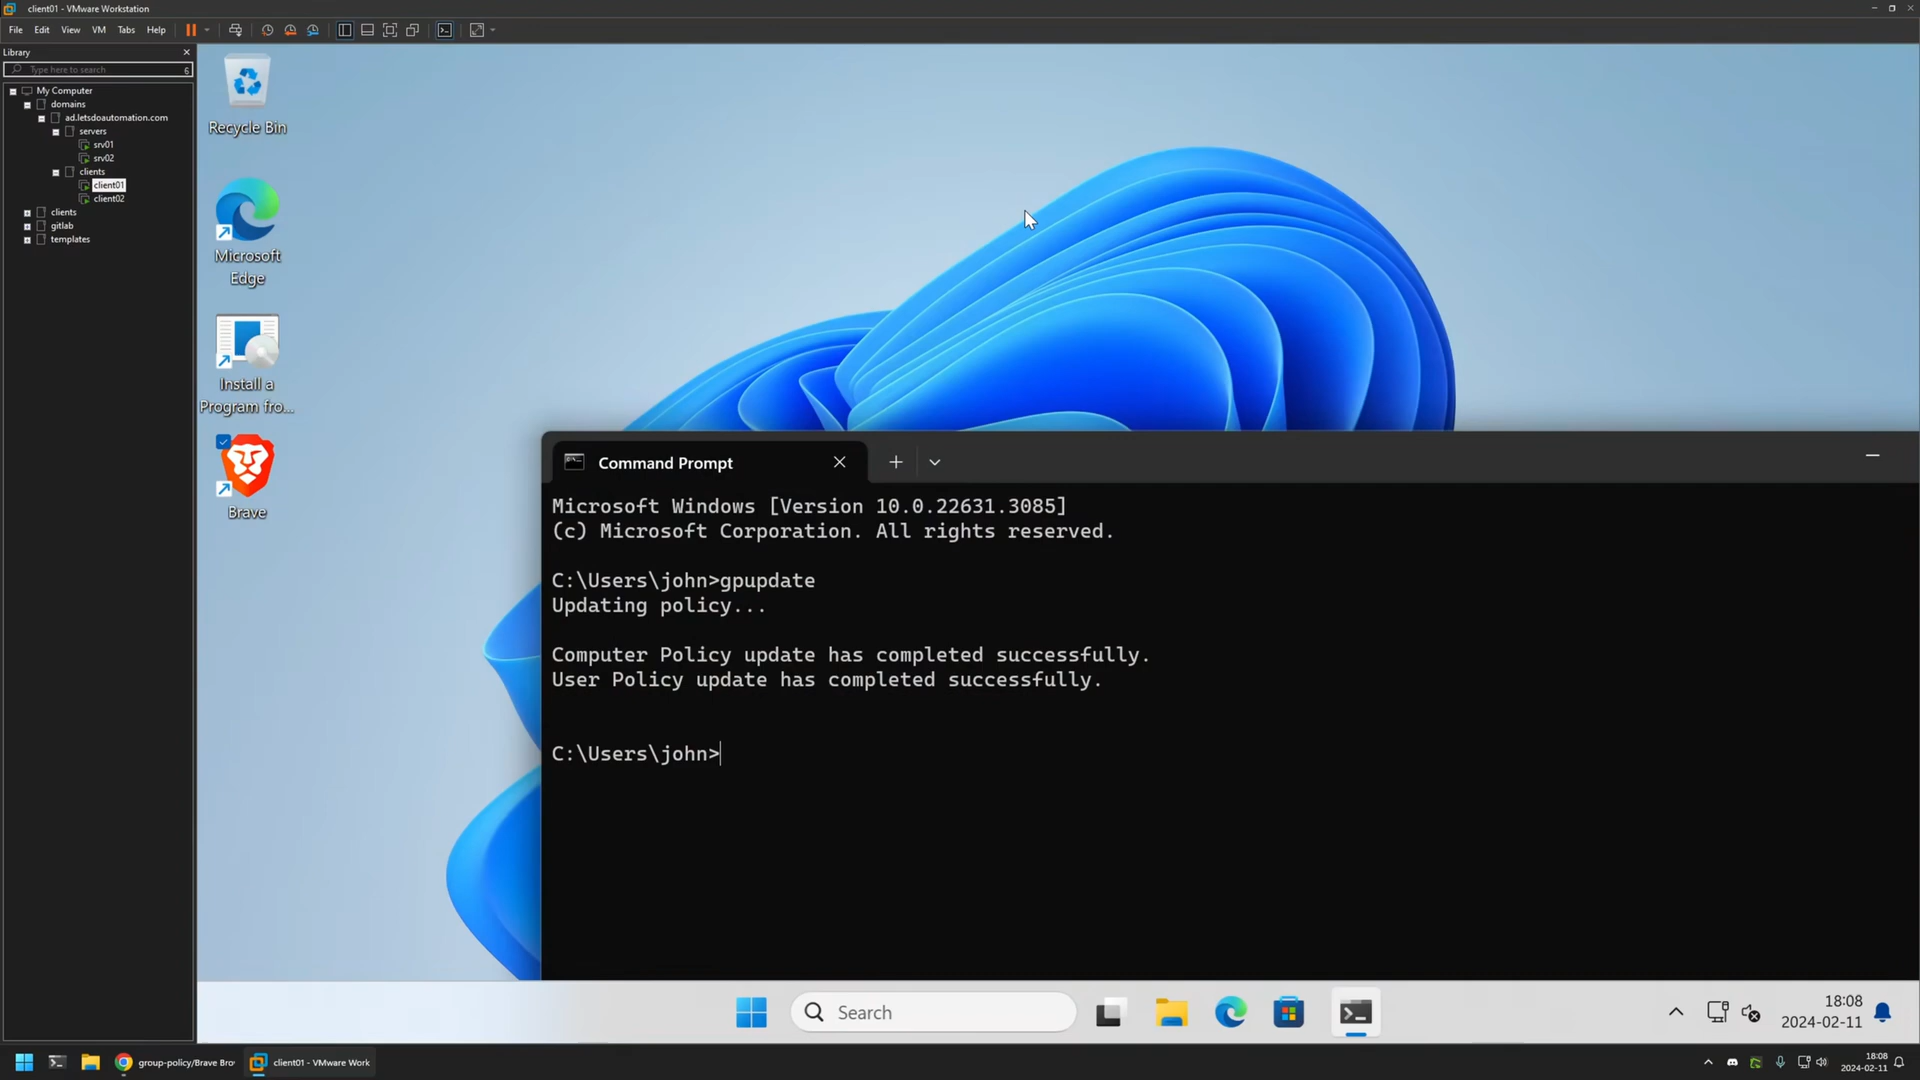 client01 - VMware Workstation
File Edit View VM Tabs Help
Library
Type here to search
My Computer
domains
ad.letsdoautomation.com
servers
srv01
srv02
clients
client01
client02
clients
gitlab
templates
Recycle Bin
Microsoft
Edge
Install a
Program fro...
Brave
Command Prompt
Microsoft Windows [Version 10.0.22631.3085]
(c) Microsoft Corporation. All rights reserved.
C:\Users\john>gpupdate
Updating policy...
Computer Policy update has completed successfully.
User Policy update has completed successfully.
C:\Users\john>
Search
18:08
2024-02-11
group-policy/Brave Bro
client01 - VMware Work
18:08
2024-02-11